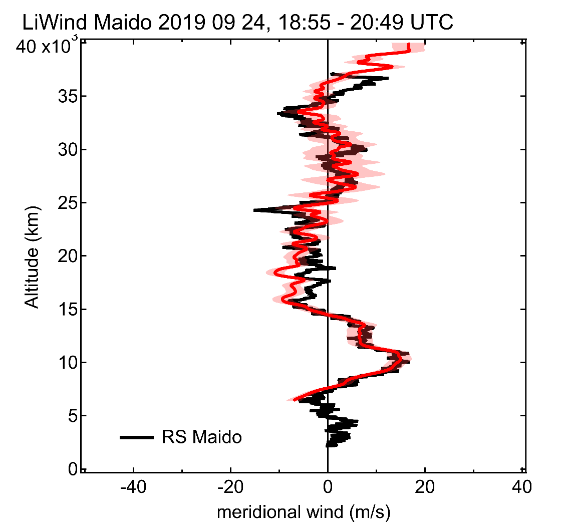 LiWind Maido 2019 09 24, 18:55 - 20:49 UTC
40 x10³
35
30
25
20
15
10
5
0
Altitude (km)
RS Maido
-40 -20 0 20 40
meridional wind (m/s)